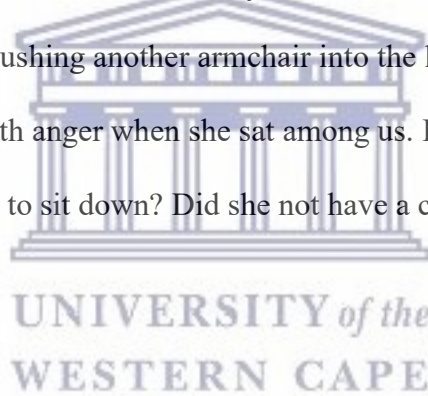 ushing another armchair into the
th anger when she sat among us.
to sit down? Did she not have a
UNIVERSITY of the
WESTERN CAPE